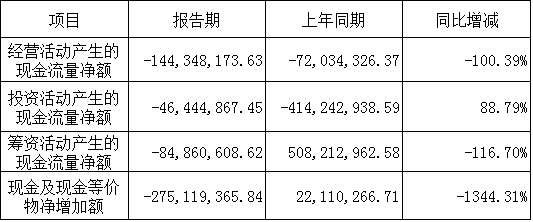 项目 报告期 上年同期 同比增减
经营活动产生的
现金流量净额 -144,348,173.63 -72,034,326.37 -100.39%
投资活动产生的
现金流量净额 -46,444,867.45 -414,242,938.59 88.79%
筹资活动产生的
现金流量净额 -84,860,608.62 508,212,962.58 -116.70%
现金及现金等价
物净增加额 -275,119,365.84 22,110,266.71 -1344.31%